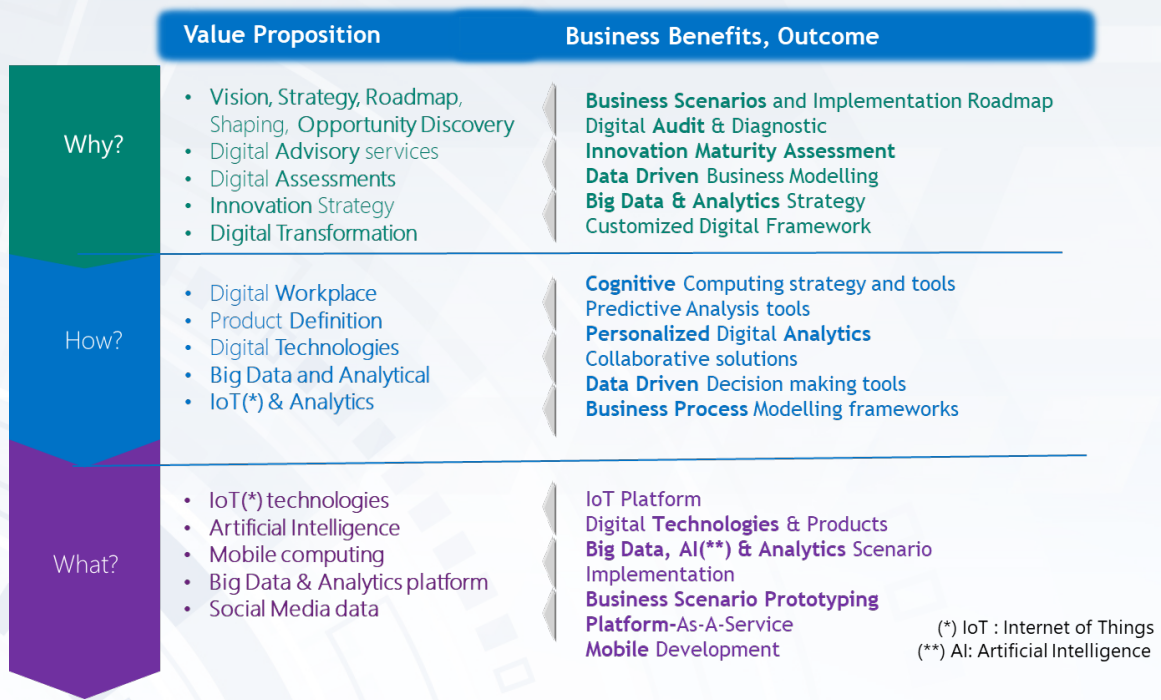 Value Proposition
Business Benefits, Outcome
Why?
• Vision, Strategy, Roadmap,
Shaping, Opportunity Discovery
• Digital Advisory services
• Digital Assessments
• Innovation Strategy
• Digital Transformation
Business Scenarios and Implementation Roadmap
Digital Audit & Diagnostic
Innovation Maturity Assessment
Data Driven Business Modelling
Big Data & Analytics Strategy
Customized Digital Framework
How?
• Digital Workplace
• Product Definition
• Digital Technologies
• Big Data and Analytical
• IoT(*) & Analytics
Cognitive Computing strategy and tools
Predictive Analysis tools
Personalized Digital Analytics
Collaborative solutions
Data Driven Decision making tools
Business Process Modelling frameworks
What?
• IoT(*) technologies
• Artificial Intelligence
• Mobile computing
• Big Data & Analytics platform
• Social Media data
IoT Platform
Digital Technologies & Products
Big Data, AI(**) & Analytics Scenario
Implementation
Business Scenario Prototyping
Platform-As-A-Service
Mobile Development
(*) IoT : Internet of Things
(**) AI: Artificial Intelligence